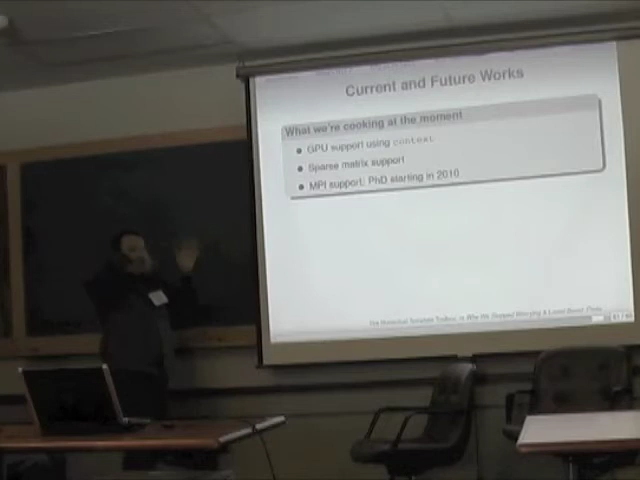 Current and Future Works
What we're cooking at the moment
GPU support using context
Sparse matrix support
MPI support: PhD starting in 2010